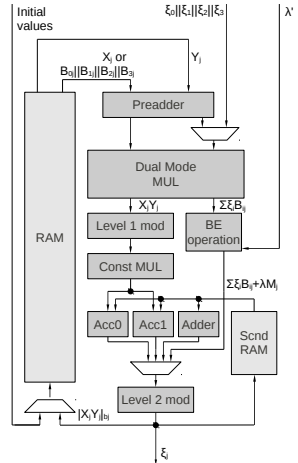 Initial
values
ξ₀||ξ₁||ξ₂||ξ₃
λ'
Xⱼ or
B₀ⱼ||B₁ⱼ||B₂ⱼ||B₃ⱼ
Yⱼ
Preadder
Dual Mode
MUL
RAM
XⱼYⱼ
ΣξᵢBᵢⱼ
Level 1 mod
BE
operation
Const MUL
ΣξᵢBᵢⱼ+λMⱼ
Acc0
Acc1
Adder
Scnd
RAM
Level 2 mod
|XⱼYⱼ|bⱼ
ξⱼ